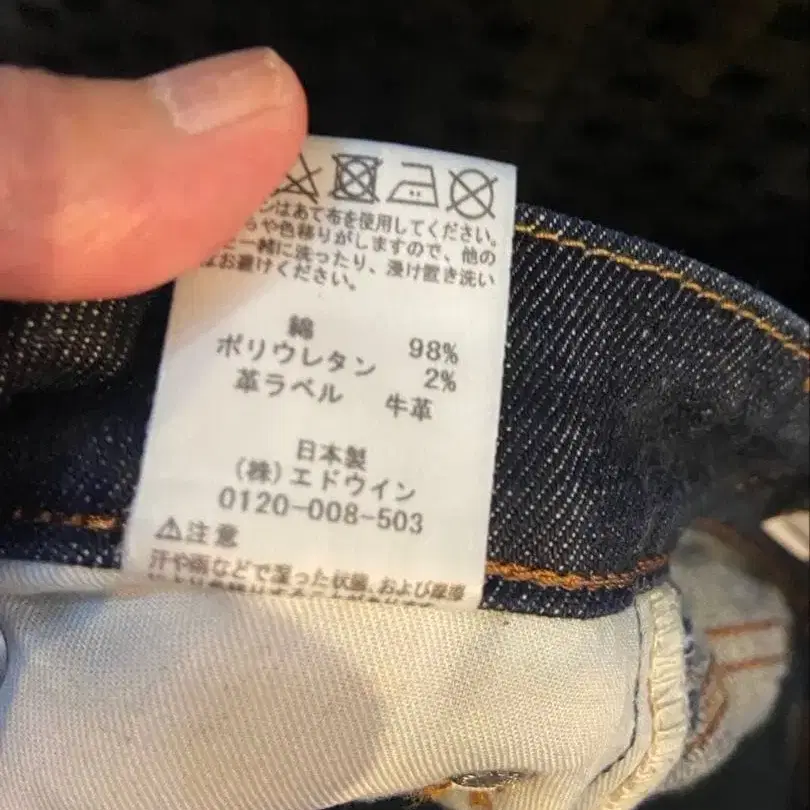 ンはあて布を使用してください。
や色移りがしますので、他の
に一緒に洗ったり、浸け置き洗い
はお避けください。
綿 98%
ポリウレタン 2%
革ラベル 牛革
日本製
(株)エドウイン
0120-008-503
⚠注意
汗や雨などで湿った状態、および摩擦